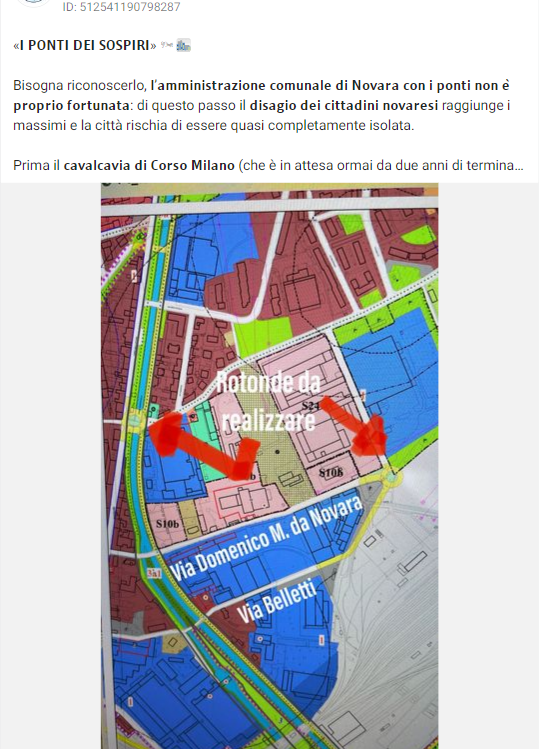 ID: 512541190798287
«I PONTI DEI SOSPIRI»
Bisogna riconoscerlo, l'amministrazione comunale di Novara con i ponti non è
proprio fortunata: di questo passo il disagio dei cittadini novaresi raggiunge i
massimi e la città rischia di essere quasi completamente isolata.
Prima il cavalcavia di Corso Milano (che è in attesa ormai da due anni di termina...
Rotonde da
realizzare
S24
S108
b
S10b
Via Domenico M. da Novara
Via Belletti